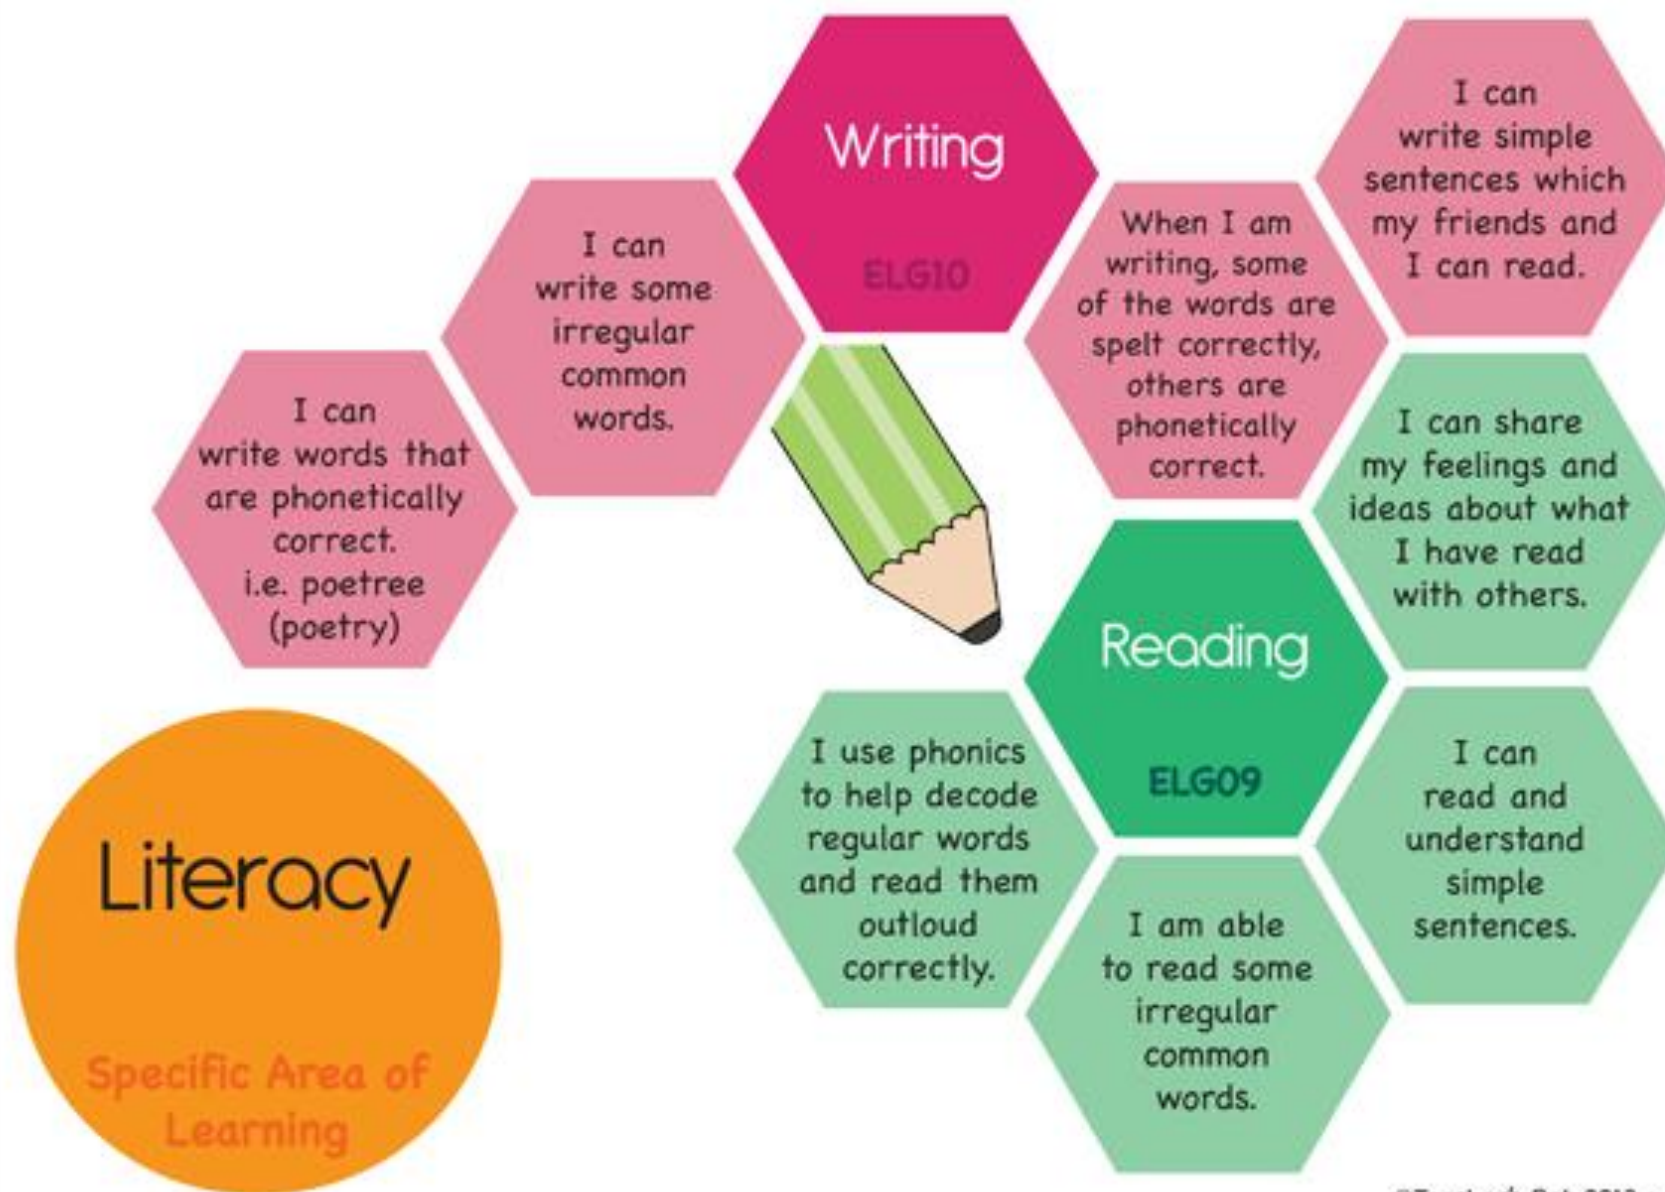 Writing
ELG10
I can
write simple
sentences which
my friends and
I can read.
When I am
writing, some
of the words are
spelt correctly,
others are
phonetically
correct.
I can
write some
irregular
common
words.
I can
write words that
are phonetically
correct.
i.e. poetree
(poetry)
I can share
my feelings and
ideas about what
I have read
with others.
Reading
ELG09
I use phonics
to help decode
regular words
and read them
outloud
correctly.
I can
read and
understand
simple
sentences.
I am able
to read some
irregular
common
words.
Literacy
Specific Area of
Learning